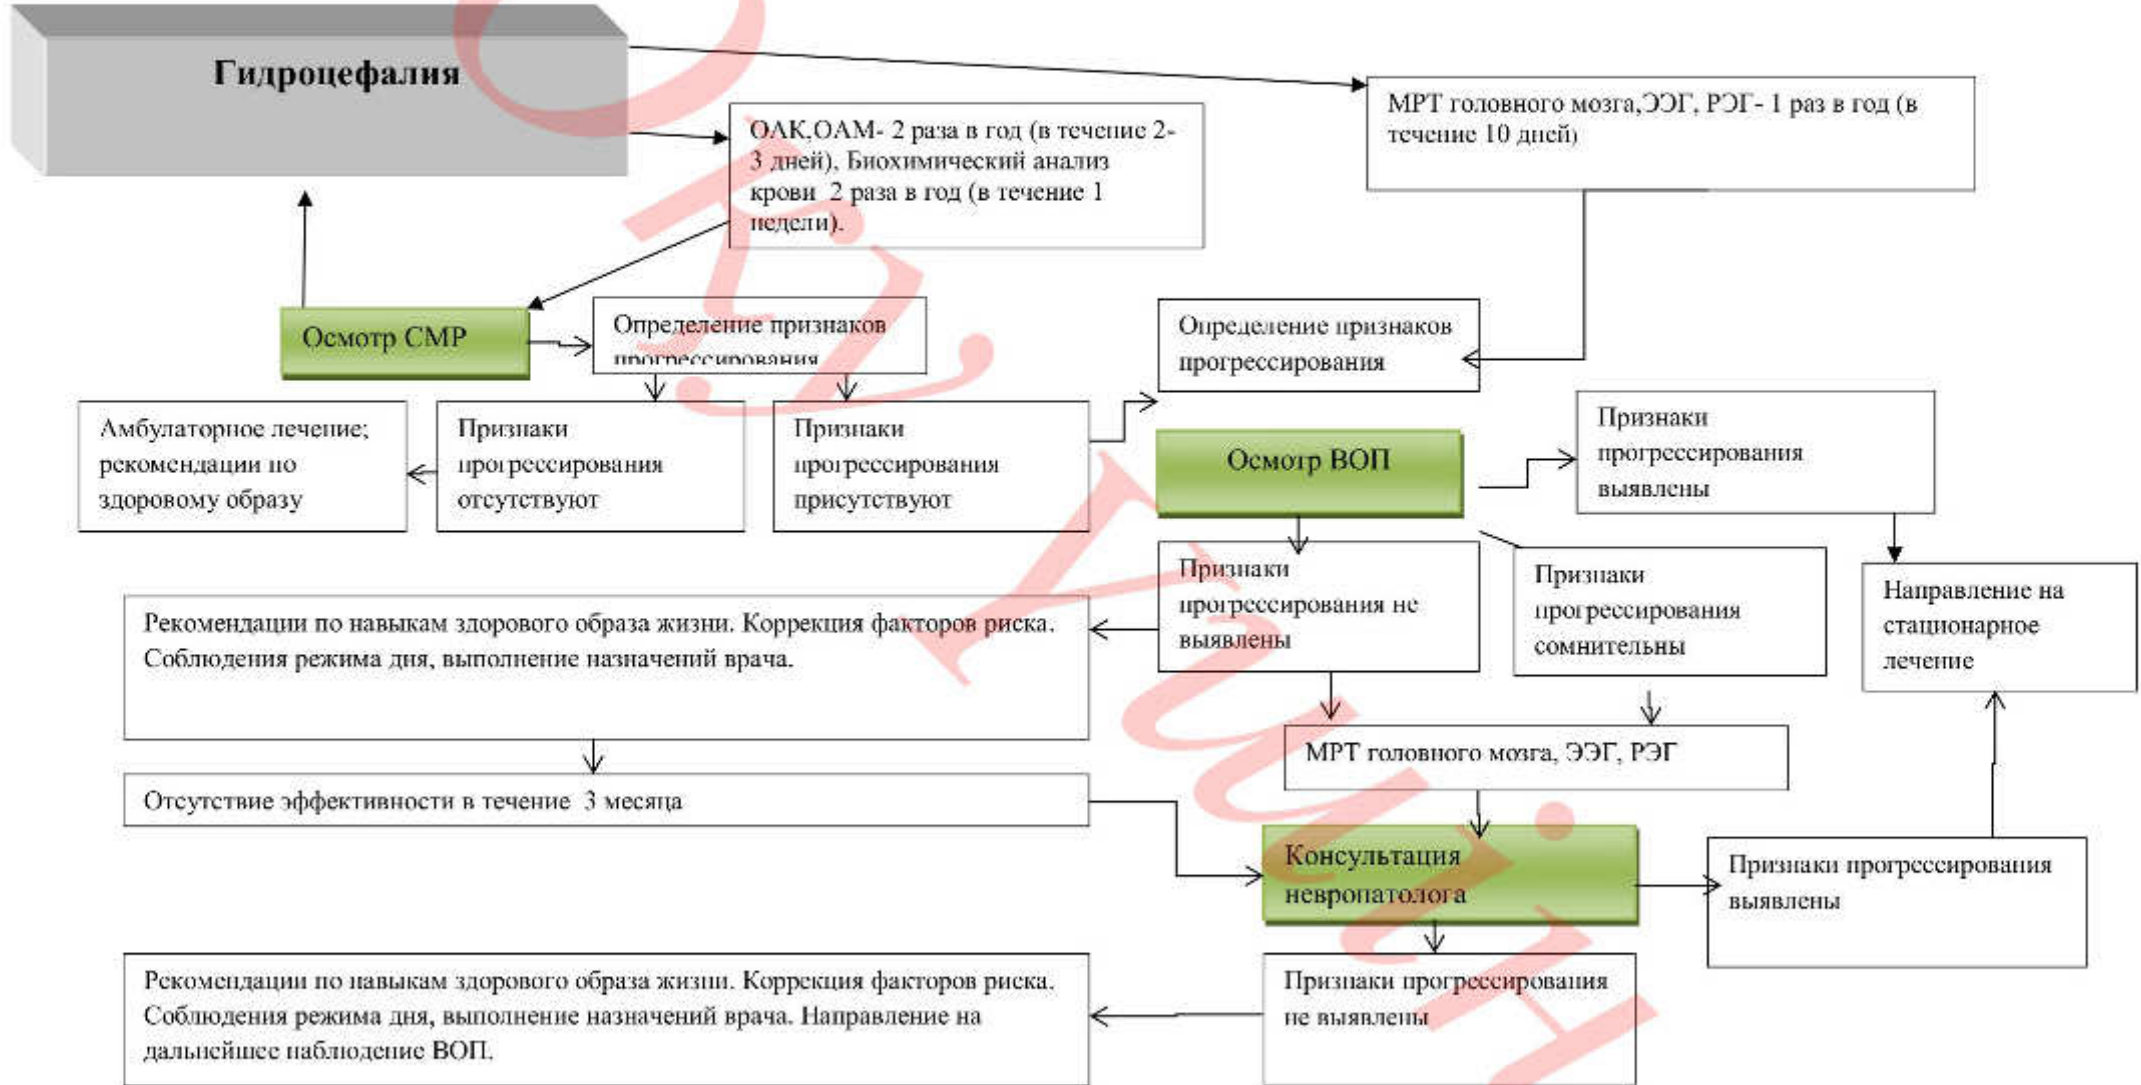 Гидроцефалия
МРТ головного мозга,ЭЭГ, РЭГ- 1 раз в год (в
течение 10 дней)
ОАК,ОАМ- 2 раза в год (в течение 2-
3 дней), Биохимический анализ
крови 2 раза в год (в течение 1
недели).
Осмотр СМР
Определение признаков
прогрессирования
Определение признаков
прогрессирования
Амбулаторное лечение;
рекомендации по
здоровому образу
Признаки
прогрессирования
отсутствуют
Признаки
прогрессирования
присутствуют
Осмотр ВОП
Признаки
прогрессирования
выявлены
Признаки
прогрессирования не
выявлены
Признаки
прогрессирования
сомнительны
Направление на
стационарное
лечение
Рекомендации по навыкам здорового образа жизни. Коррекция факторов риска.
Соблюдения режима дня, выполнение назначений врача.
МРТ головного мозга, ЭЭГ, РЭГ
Отсутствие эффективности в течение 3 месяца
Консультация
невропатолога
Признаки прогрессирования
выявлены
Рекомендации по навыкам здорового образа жизни. Коррекция факторов риска.
Соблюдения режима дня, выполнение назначений врача. Направление на
дальнейшее наблюдение ВОП.
Признаки прогрессирования
не выявлены